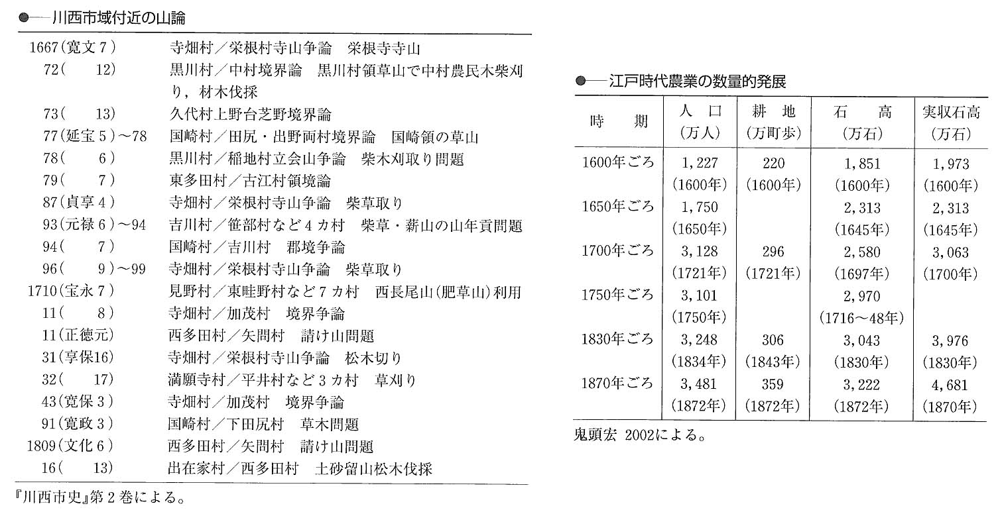 ●──川西市域付近の山論
1667(寛文7) 寺畑村/栄根村寺山争論 栄根寺寺山
72( 12) 黒川村/中村境界論 黒川村領草山で中村農民木柴刈
り,材木伐採
73( 13) 久代村上野台芝野境界論
77(延宝5)~78 国崎村/田尻・出野両村境界論 国崎領の草山
78( 6) 黒川村/稲地村立会山争論 柴木刈取り問題
79( 7) 東多田村/古江村領境論
87(貞享4) 寺畑村/栄根村寺山争論 柴草取り
93(元禄6)~94 吉川村/笹部村など4カ村 柴草・薪山の山年貢問題
94( 7) 国崎村/吉川村 郡境争論
96( 9)~99 寺畑村/栄根村寺山争論 柴草取り
1710(宝永7) 見野村/東畦野村など7カ村 西長尾山(肥草山)利用
11( 8) 寺畑村/加茂村 境界争論
11(正徳元) 西多田村/矢問村 請け山問題
31(享保16) 寺畑村/栄根村寺山争論 松木切り
32( 17) 満願寺村/平井村など3カ村 草刈り
43(寛保3) 寺畑村/加茂村 境界争論
91(寛政3) 国崎村/下田尻村 草木問題
1809(文化6) 西多田村/矢問村 請け山問題
16( 13) 出在家村/西多田村 土砂留山松木伐採
『川西市史』第2巻による。
●──江戸時代農業の数量的発展
時期 人口 耕地 石高 実収石高
(万人) (万町歩) (万石) (万石)
1600年ごろ 1,227 220 1,851 1,973
(1600年) (1600年) (1600年) (1600年)
1650年ごろ 1,750 2,313 2,313
(1650年) (1645年) (1645年)
1700年ごろ 3,128 296 2,580 3,063
(1721年) (1721年) (1697年) (1700年)
1750年ごろ 3,101 2,970
(1750年) (1716~48年)
1830年ごろ 3,248 306 3,043 3,976
(1834年) (1843年) (1830年) (1830年)
1870年ごろ 3,481 359 3,222 4,681
(1872年) (1872年) (1872年) (1870年)
鬼頭宏 2002による。